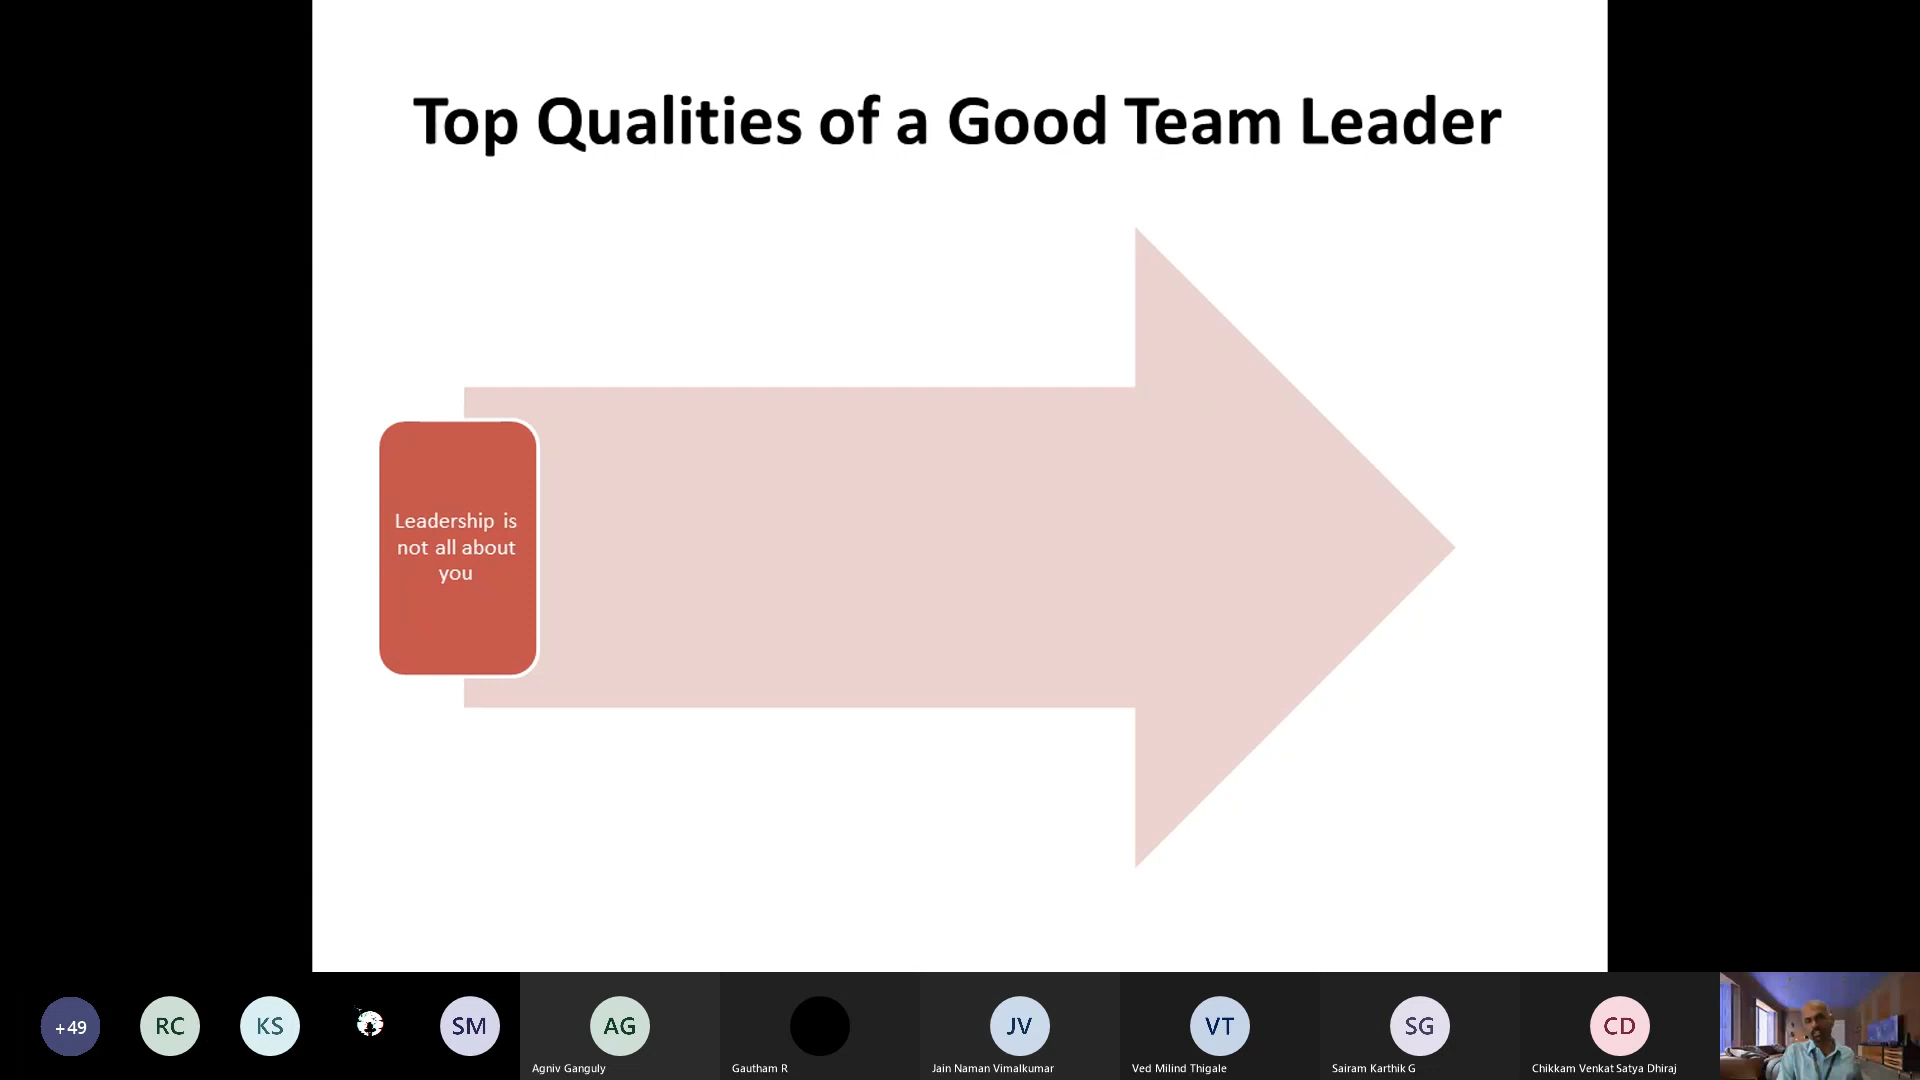 Top Qualities of a Good Team Leader
Leadership is
not all about
you
+49
RC
KS
SM
AG
JV
VT
SG
CD
Agniv Ganguly
Gautham R
Jain Naman Vimalkumar
Ved Milind Thigale
Sairam Karthik G
Chikkam Venkat Satya Dhiraj